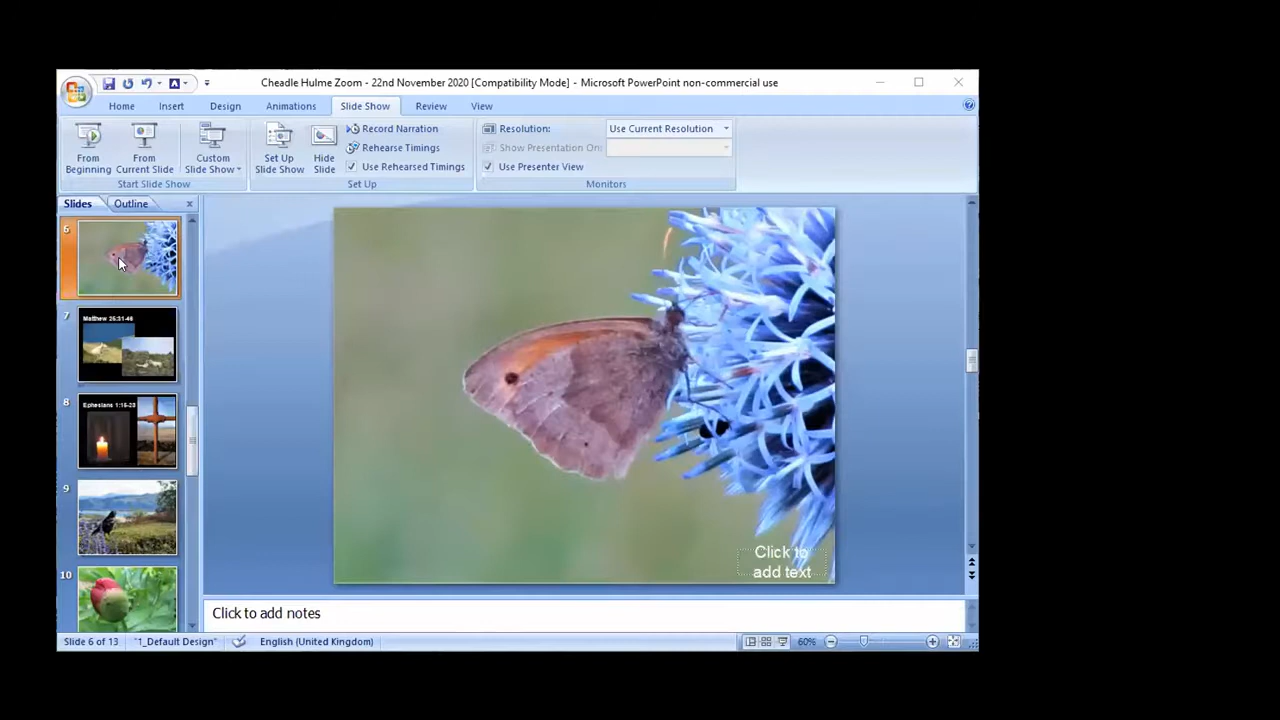 Cheadle Hulme Zoom - 22nd November 2020 [Compatibility Mode] - Microsoft PowerPoint non-commercial use
Home Insert Design Animations Slide Show Review View
From Beginning
From Current Slide
Custom Slide Show
Set Up Slide Show
Hide Slide
Record Narration
Rehearse Timings
Use Rehearsed Timings
Resolution: Use Current Resolution
Show Presentation On:
Use Presenter View
Start Slide Show Set Up Monitors
Slides Outline
6
7
Matthew 25:31-46
8
Ephesians 1:15-23
9
10
Click to
add text
Click to add notes
Slide 6 of 13 "1_Default Design" English (United Kingdom) 60%